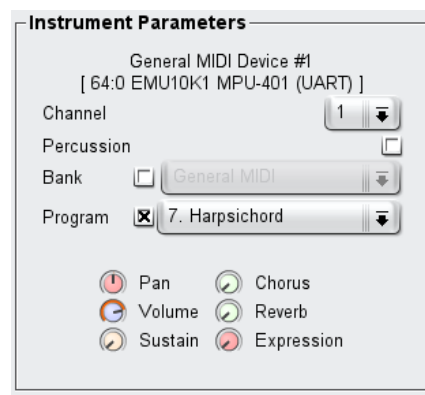 Instrument Parameters
General MIDI Device #1
[ 64:0 EMU10K1 MPU-401 (UART) ]
Channel 1
Percussion
Bank General MIDI
Program 7. Harpsichord
Pan Chorus
Volume Reverb
Sustain Expression